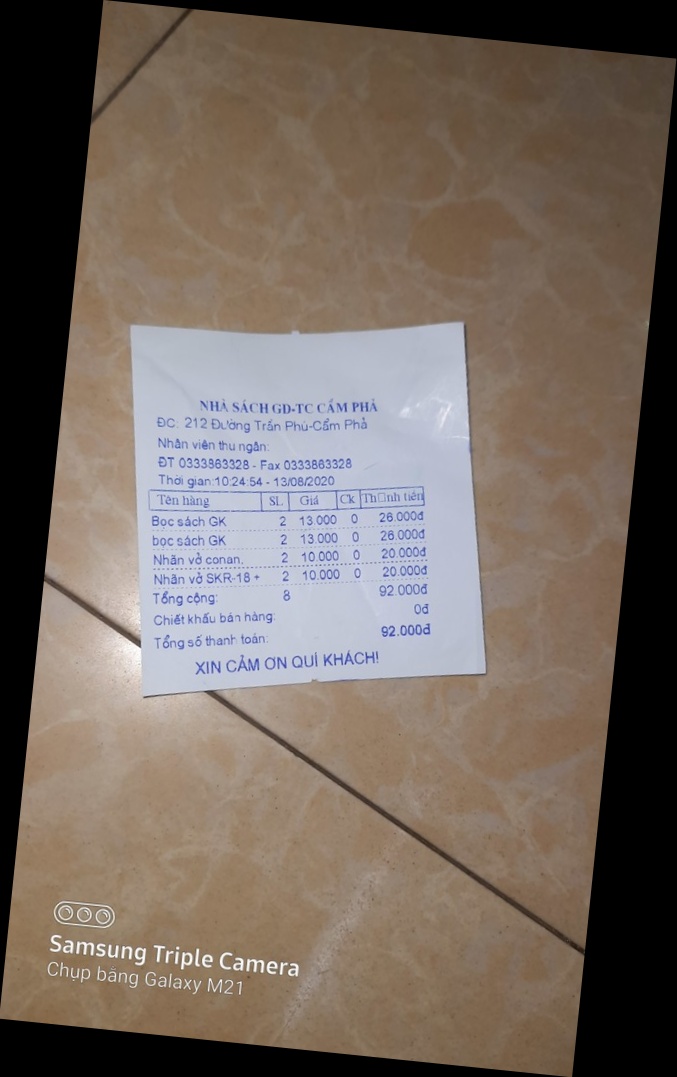 NHÀ SÁCH GD-TC CẨM PHẢ
ĐC: 212 Đường Trần Phú-Cẩm Phả
Nhân viên thu ngân:
ĐT 0333863328 - Fax 0333863328
Thời gian:10:24:54 - 13/08/2020
Tên hàng SL Giá Ck Th□nh tiền
Bọc sách GK 2 13.000 0 26.000đ
bọc sách GK 2 13.000 0 26.000đ
Nhãn vở conan, 2 10.000 0 20.000đ
Nhãn vở SKR-18 + 2 10.000 0 20.000đ
Tổng cộng: 8 92.000đ
Chiết khấu bán hàng: 0đ
Tổng số thanh toán: 92.000đ
XIN CẢM ƠN QUÍ KHÁCH!
Samsung Triple Camera
Chụp bằng Galaxy M21